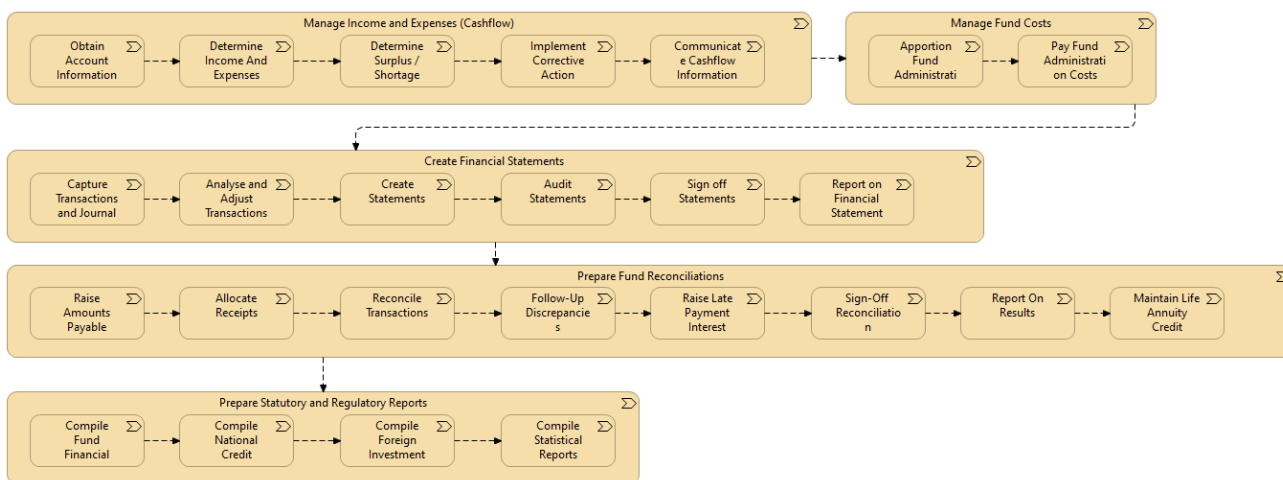 Manage Income and Expenses (Cashflow)
Obtain
Account
Information
Determine
Income And
Expenses
Determine
Surplus /
Shortage
Implement
Corrective
Action
Communicat
e Cashflow
Information
Manage Fund Costs
Apportion
Fund
Administrati
Pay Fund
Administrati
on Costs
Create Financial Statements
Capture
Transactions
and Journal
Analyse and
Adjust
Transactions
Create
Statements
Audit
Statements
Sign off
Statements
Report on
Financial
Statement
Prepare Fund Reconciliations
Raise
Amounts
Payable
Allocate
Receipts
Reconcile
Transactions
Follow-Up
Discrepancie
s
Raise Late
Payment
Interest
Sign-Off
Reconciliatio
n
Report On
Results
Maintain Life
Annuity
Credit
Prepare Statutory and Regulatory Reports
Compile
Fund
Financial
Compile
National
Credit
Compile
Foreign
Investment
Compile
Statistical
Reports